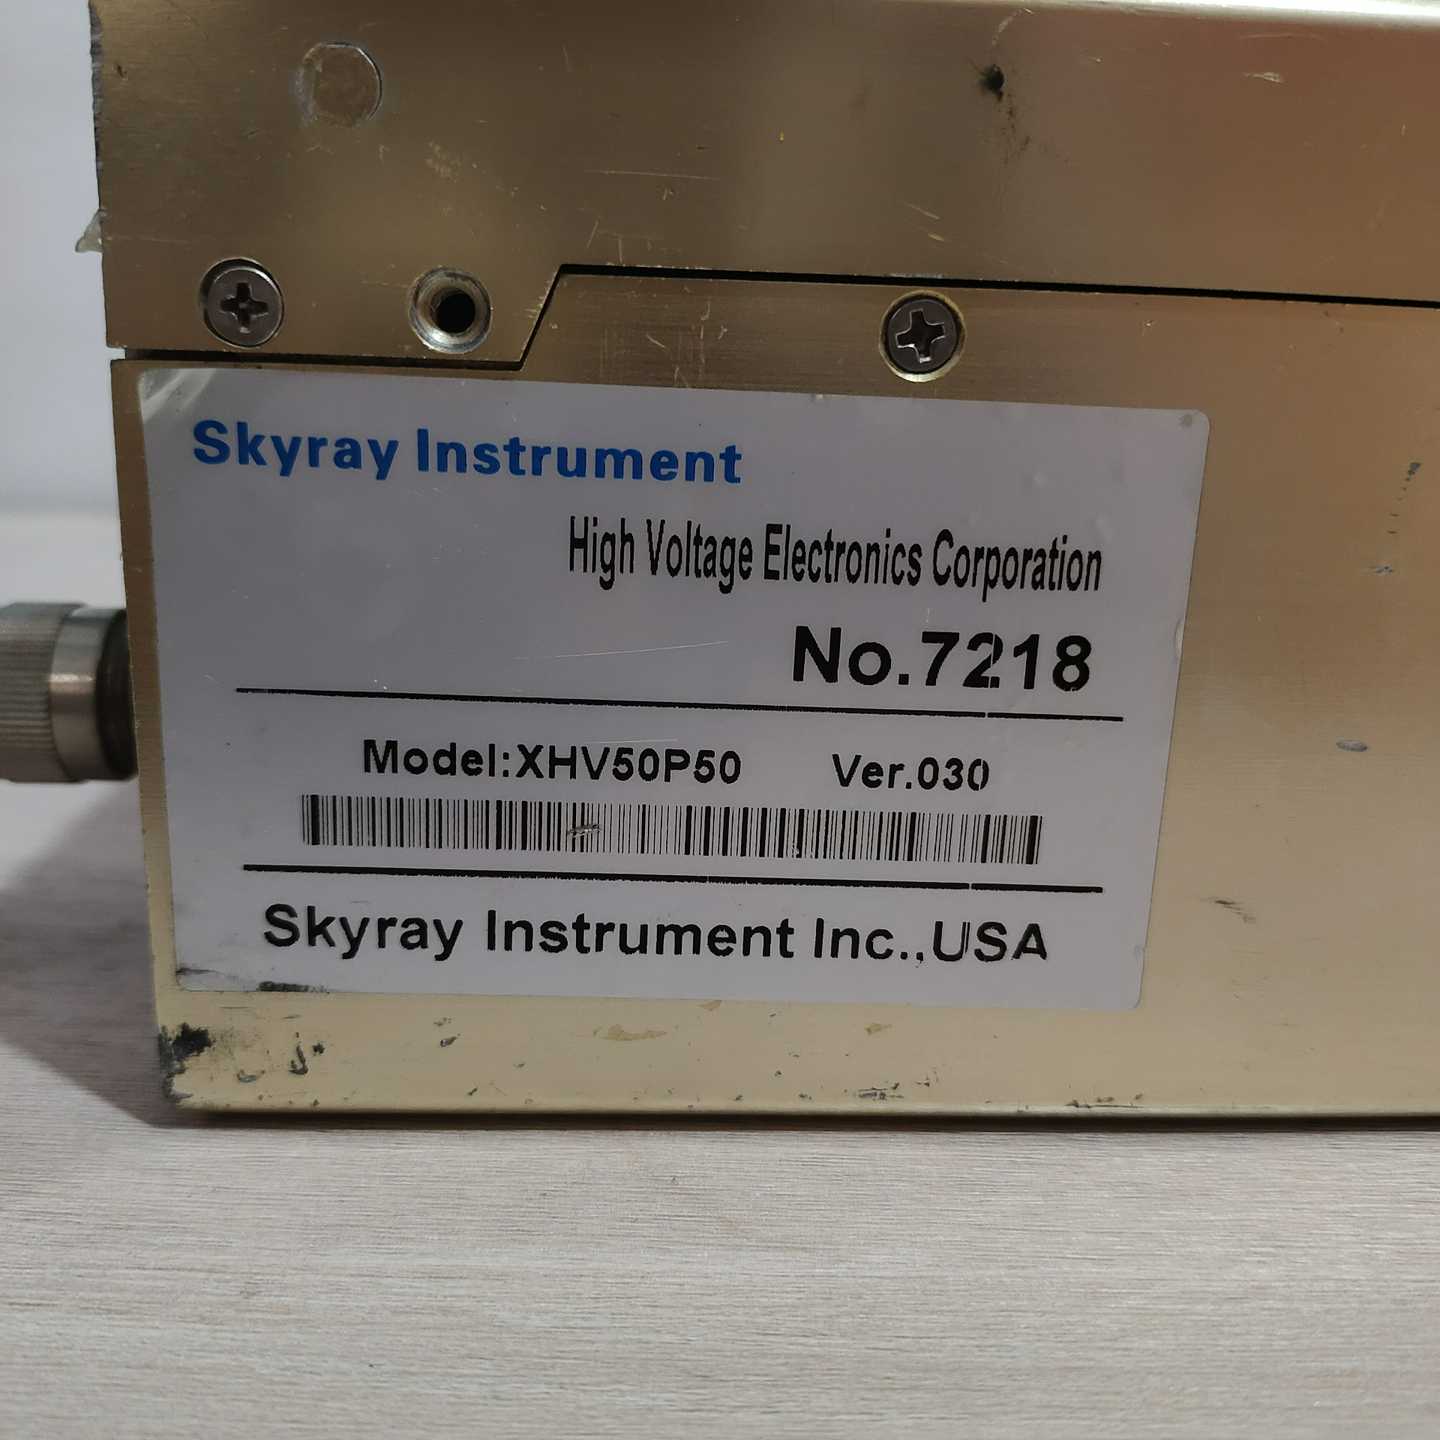 Skyray Instrument
High Voltage Electronics Corporation
No.7218
Model:XHV50P50 Ver.030
Skyray Instrument Inc.,USA